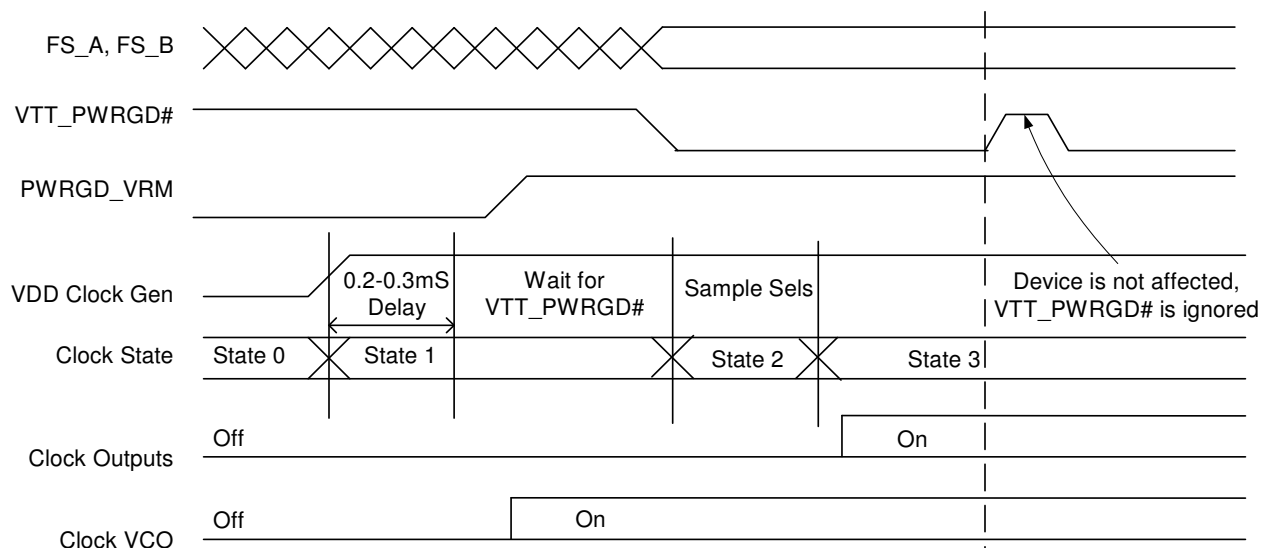 FS_A, FS_B
VTT_PWRGD#
PWRGD_VRM
VDD Clock Gen
0.2-0.3mS
Delay
Wait for
VTT_PWRGD#
Sample Sels
Device is not affected,
VTT_PWRGD# is ignored
Clock State
State 0
State 1
State 2
State 3
Clock Outputs
Off
On
Clock VCO
Off
On